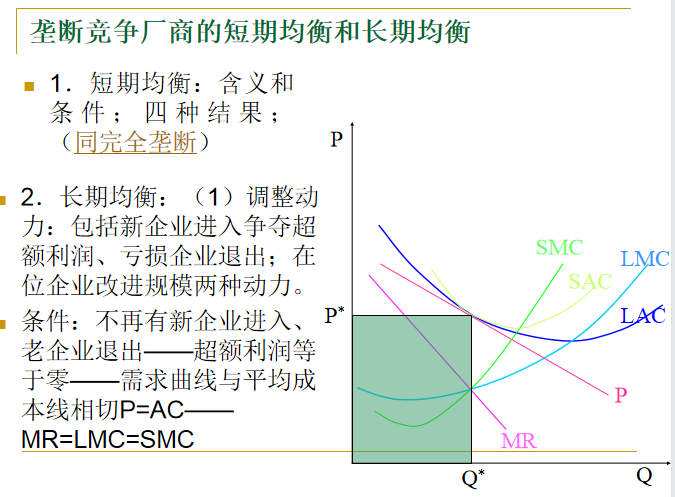 垄断竞争厂商的短期均衡和长期均衡
1．短期均衡：含义和
条件；四种结果；
（同完全垄断）
2．长期均衡：（1）调整动
力：包括新企业进入争夺超
额利润、亏损企业退出；在
位企业改进规模两种动力。
条件：不再有新企业进入、
老企业退出——超额利润等
于零——需求曲线与平均成
本线相切P=AC——
MR=LMC=SMC
P
SMC
LMC
SAC
P*
LAC
P
MR
Q*
Q